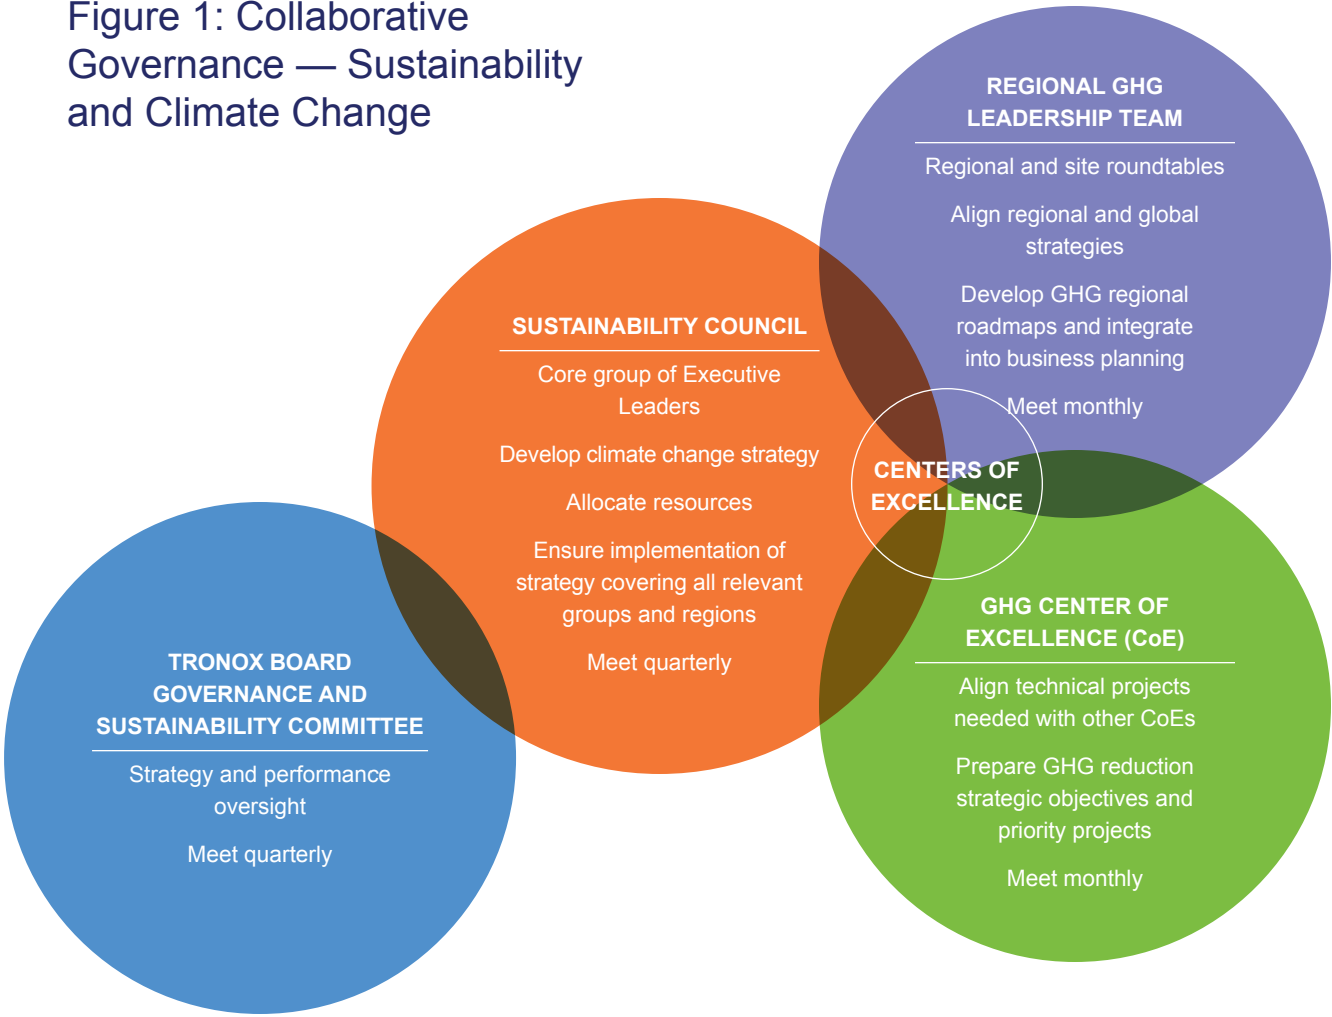 Figure 1: Collaborative
Governance — Sustainability
and Climate Change
REGIONAL GHG
LEADERSHIP TEAM
Regional and site roundtables
Align regional and global
strategies
Develop GHG regional
roadmaps and integrate
into business planning
Meet monthly
SUSTAINABILITY COUNCIL
Core group of Executive
Leaders
Develop climate change strategy
Allocate resources
Ensure implementation of
strategy covering all relevant
groups and regions
Meet quarterly
CENTERS OF
EXCELLENCE
GHG CENTER OF
EXCELLENCE (CoE)
Align technical projects
needed with other CoEs
Prepare GHG reduction
strategic objectives and
priority projects
Meet monthly
TRONOX BOARD
GOVERNANCE AND
SUSTAINABILITY COMMITTEE
Strategy and performance
oversight
Meet quarterly